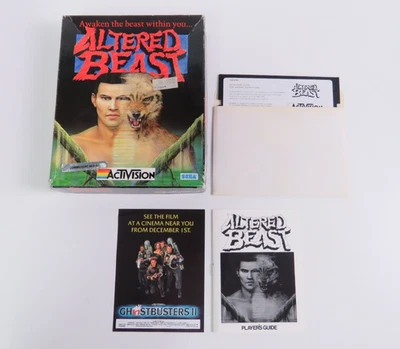 Awaken the beast within you...
ALTERED
BEAST
ACTIVISION
SEGA
ALTERED
BEAST
ACTIVISION
SEE THE FILM
AT A CINEMA NEAR YOU
FROM DECEMBER 1ST.
GHOSTBUSTERS II
ALTERED
BEAST
PLAYER'S GUIDE